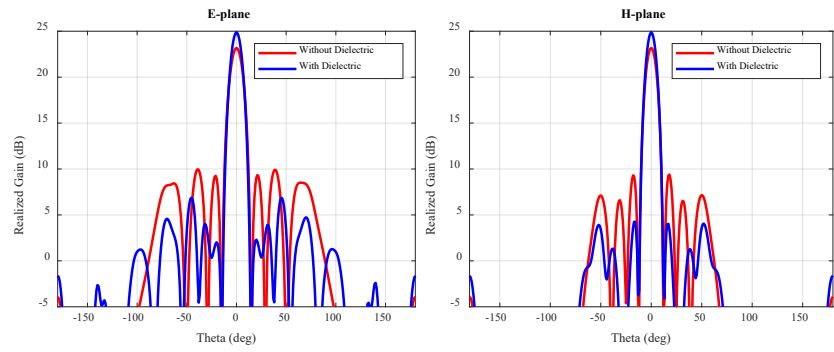 E-plane
Realized Gain (dB)
25
20
15
10
5
0
-5
Without Dielectric
With Dielectric
-150 -100 -50 0 50 100 150
Theta (deg)
H-plane
Realized Gain (dB)
25
20
15
10
5
0
-5
Without Dielectric
With Dielectric
-150 -100 -50 0 50 100 150
Theta (deg)